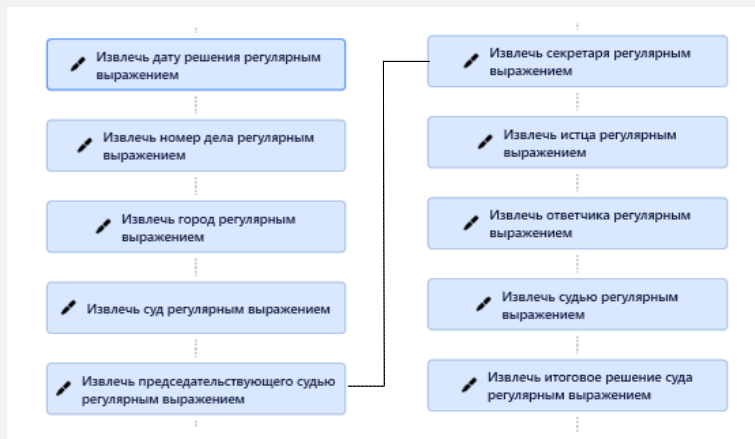 Извлечь дату решения регулярным
выражением
Извлечь номер дела регулярным
выражением
Извлечь город регулярным
выражением
Извлечь суд регулярным выражением
Извлечь председательствующего судью
регулярным выражением
Извлечь секретаря регулярным
выражением
Извлечь истца регулярным
выражением
Извлечь ответчика регулярным
выражением
Извлечь судью регулярным
выражением
Извлечь итоговое решение суда
регулярным выражением